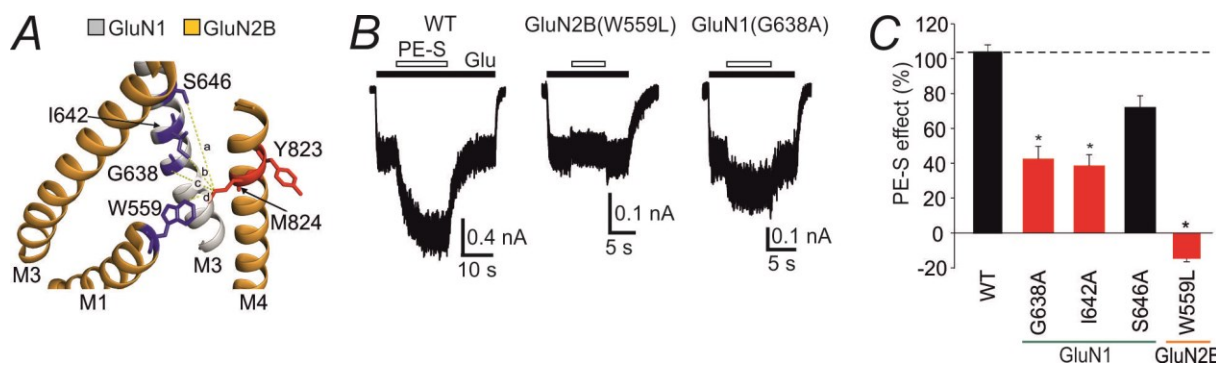 A
GluN1 GluN2B
S646
I642
a
Y823
G638
b
c
d
W559
M824
M3
M3
M1
M4
B
WT
GluN2B(W559L)
GluN1(G638A)
PE-S
Glu
0.4 nA
10 s
0.1 nA
5 s
0.1 nA
5 s
C
PE-S effect (%)
120
100
80
60
40
20
0
-20
* * *
WT
G638A
I642A
S646A
W559L
GluN1
GluN2B